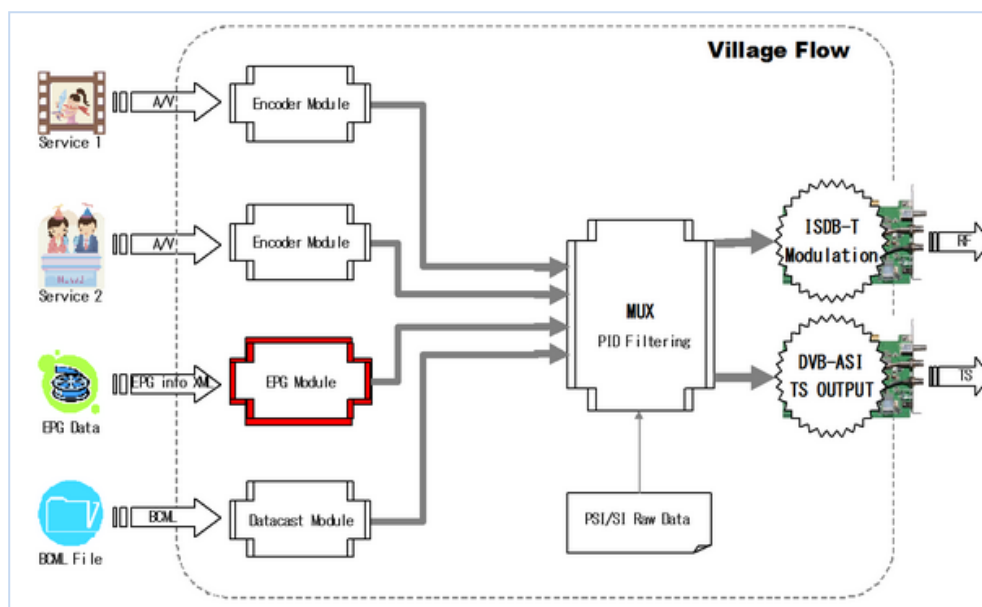 Village Flow
A/V
Encoder Module
Service 1
A/V
Encoder Module
Service 2
ISDB-T
Modulation
RF
MUX
PID Filtering
EPG info XML
EPG Module
EPG Data
DVB-ASI
TS OUTPUT
TS
BCML
Datacast Module
BCML File
PSI/SI Raw Data